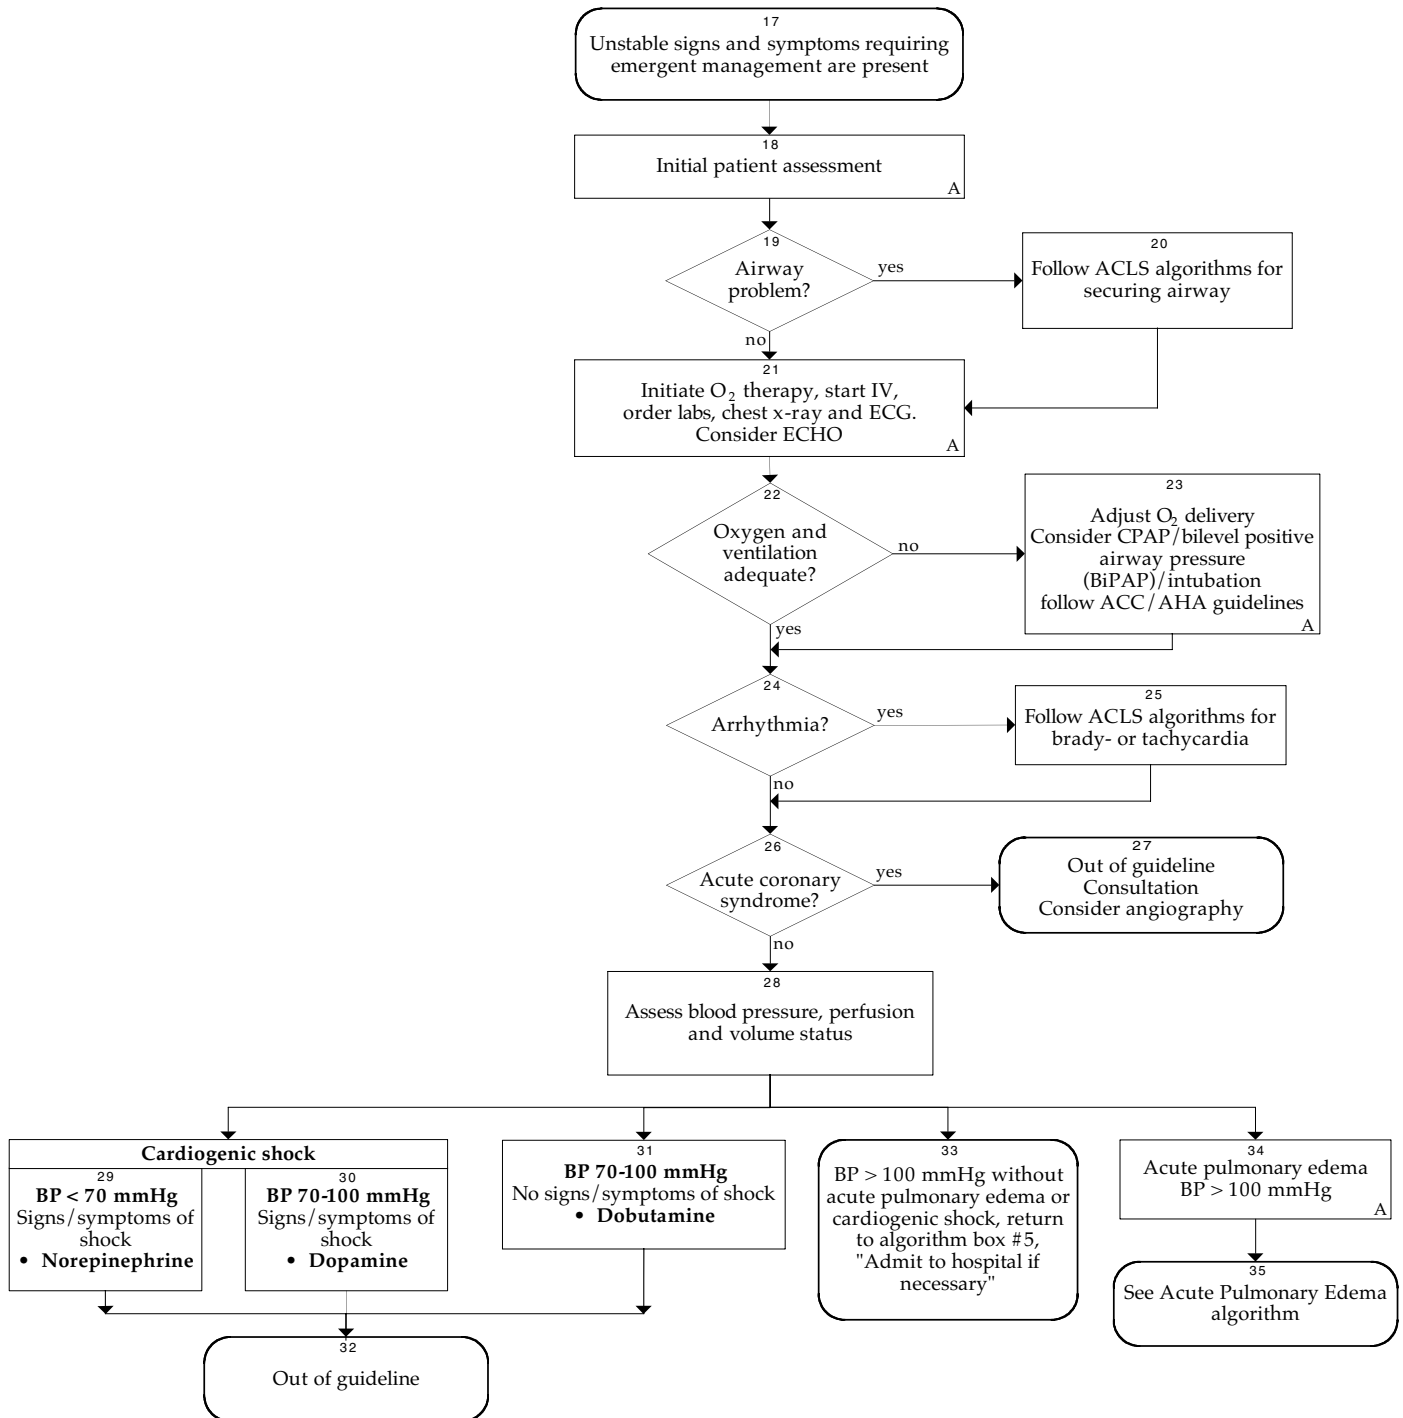 17
Unstable signs and symptoms requiring
emergent management are present
18
Initial patient assessment
A
19
Airway
problem?
yes
20
Follow ACLS algorithms for
securing airway
no
21
Initiate O2 therapy, start IV,
order labs, chest x-ray and ECG.
Consider ECHO
A
22
Oxygen and
ventilation
adequate?
no
23
Adjust O2 delivery
Consider CPAP/bilevel positive
airway pressure
(BiPAP)/intubation
follow ACC/AHA guidelines
A
yes
24
Arrhythmia?
yes
25
Follow ACLS algorithms for
brady- or tachycardia
no
26
Acute coronary
syndrome?
yes
27
Out of guideline
Consultation
Consider angiography
no
28
Assess blood pressure, perfusion
and volume status
Cardiogenic shock
29
BP < 70 mmHg
Signs/symptoms of
shock
• Norepinephrine
30
BP 70-100 mmHg
Signs/symptoms of
shock
• Dopamine
31
BP 70-100 mmHg
No signs/symptoms of shock
• Dobutamine
33
BP > 100 mmHg without
acute pulmonary edema or
cardiogenic shock, return
to algorithm box #5,
"Admit to hospital if
necessary"
34
Acute pulmonary edema
BP > 100 mmHg
A
35
See Acute Pulmonary Edema
algorithm
32
Out of guideline